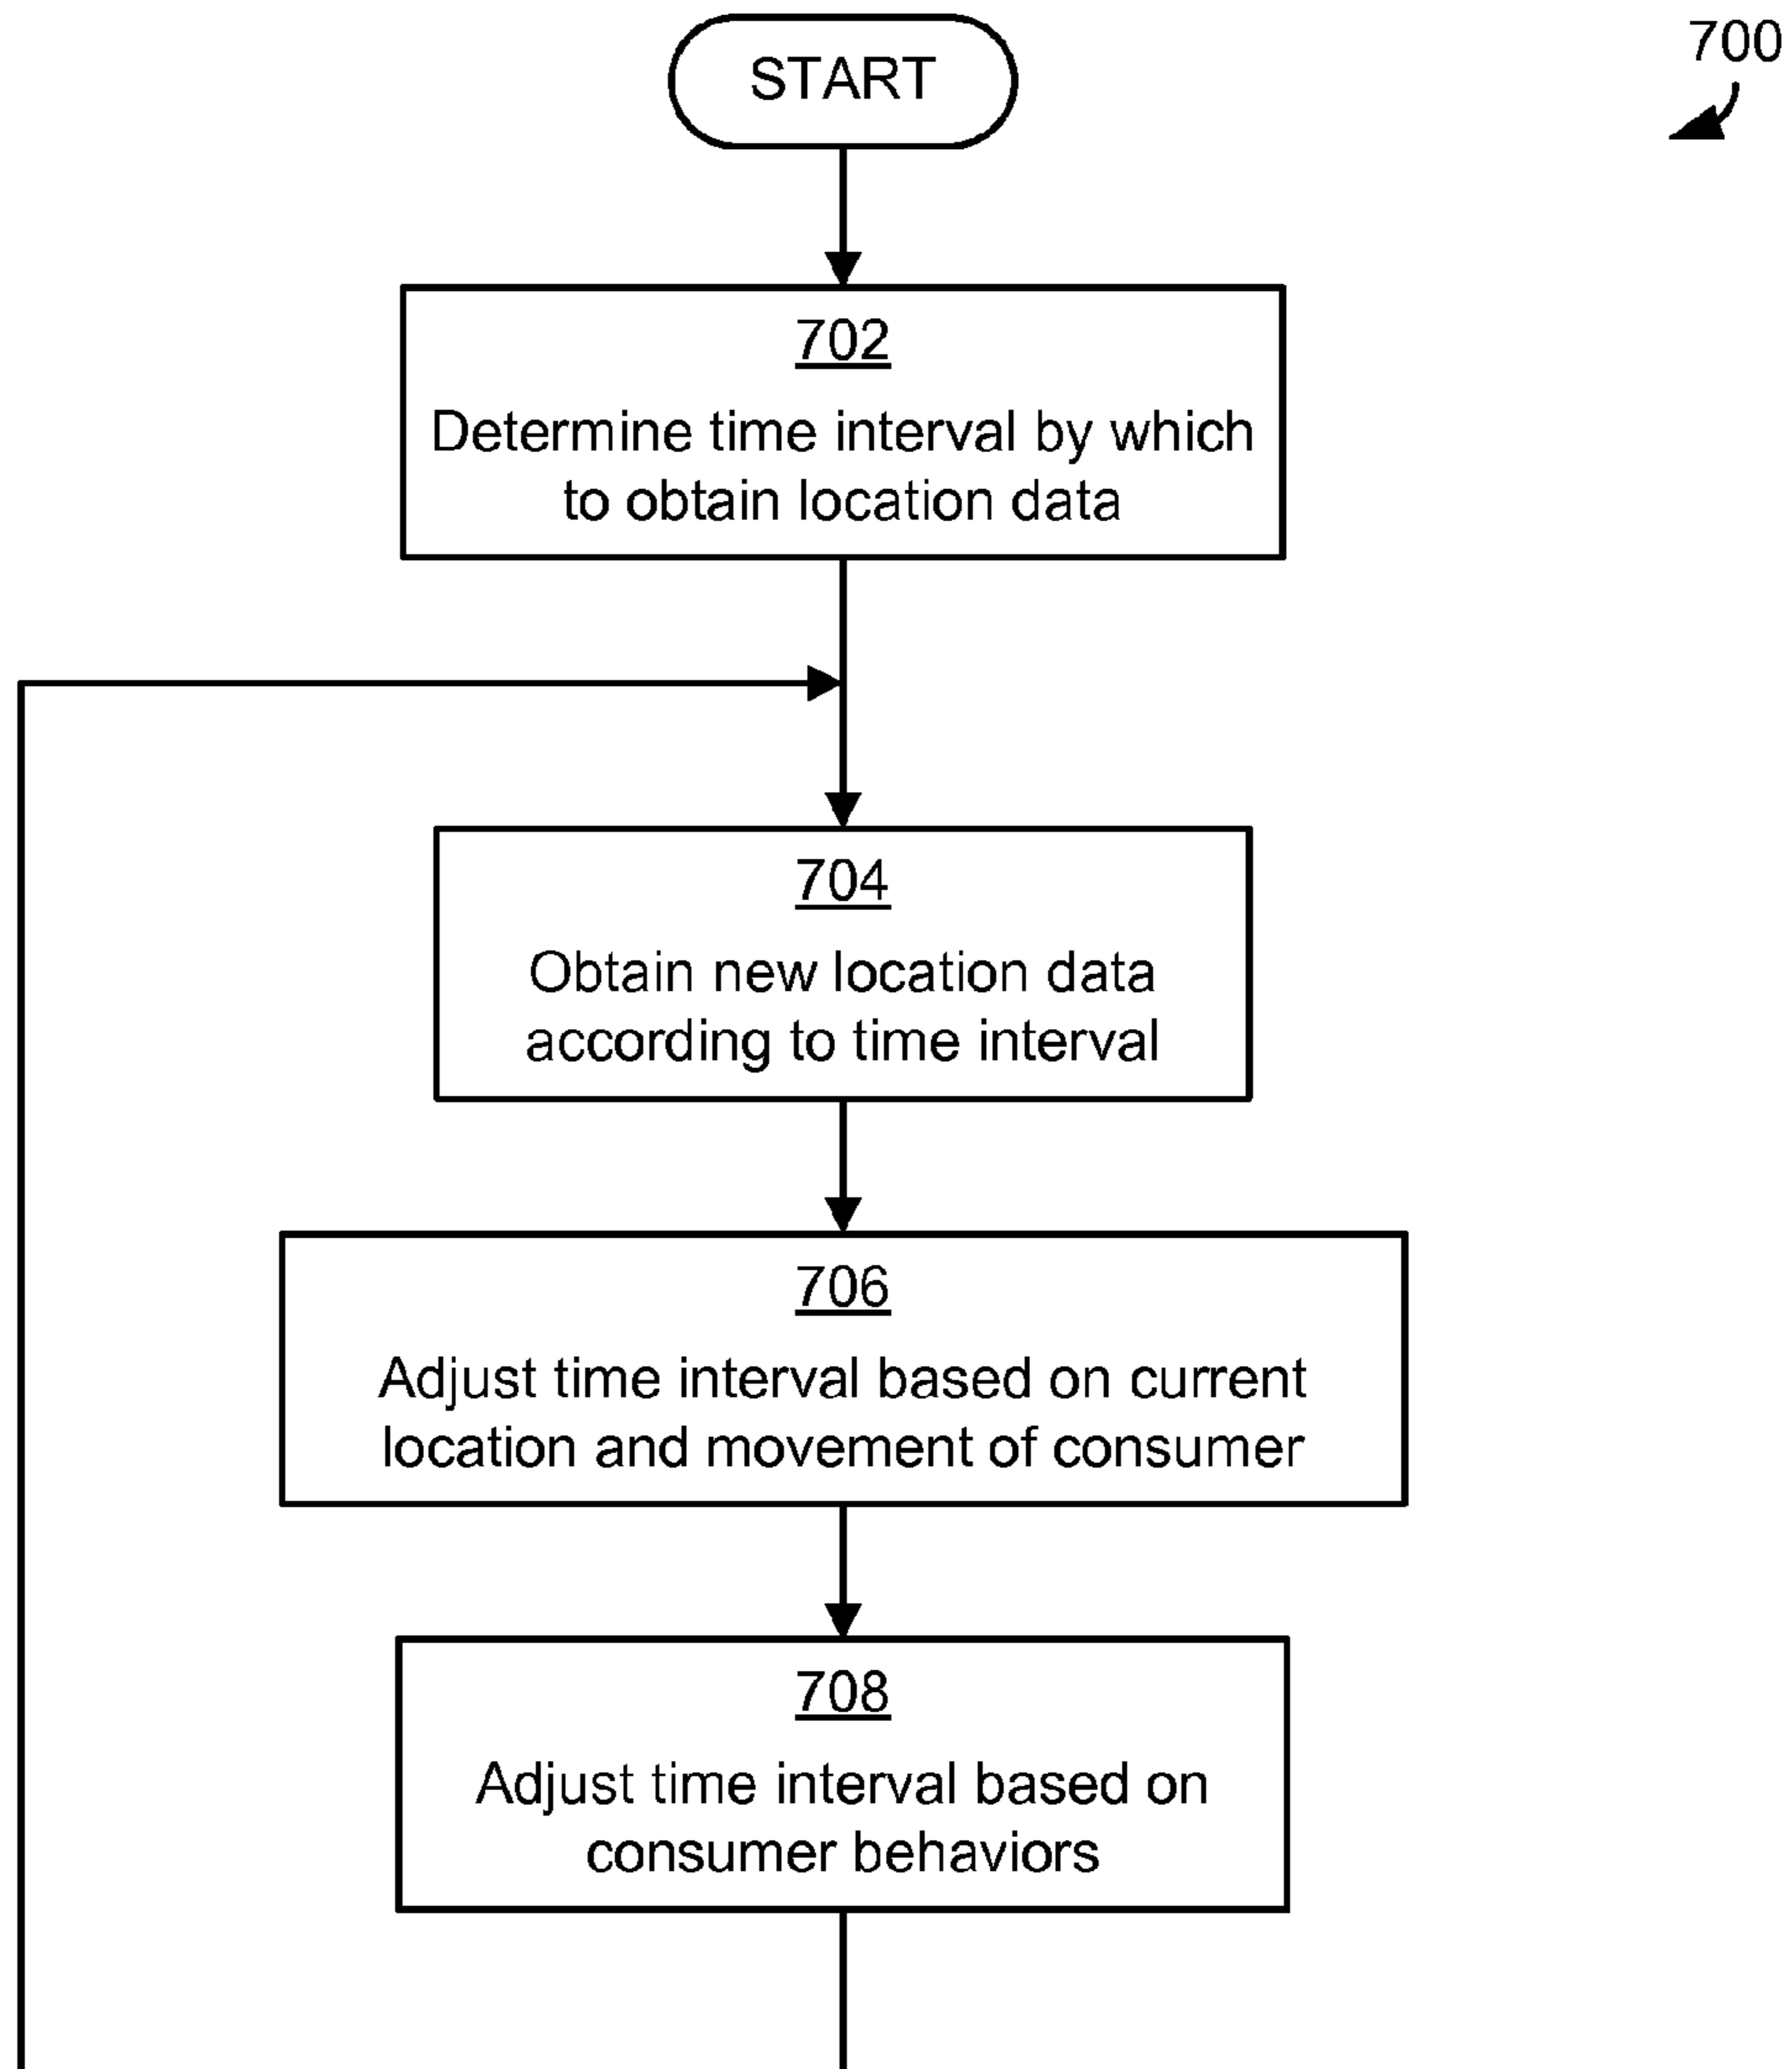 START
700
702
Determine time interval by which
to obtain location data
704
Obtain new location data
according to time interval
706
Adjust time interval based on current
location and movement of consumer
708
Adjust time interval based on
consumer behaviors